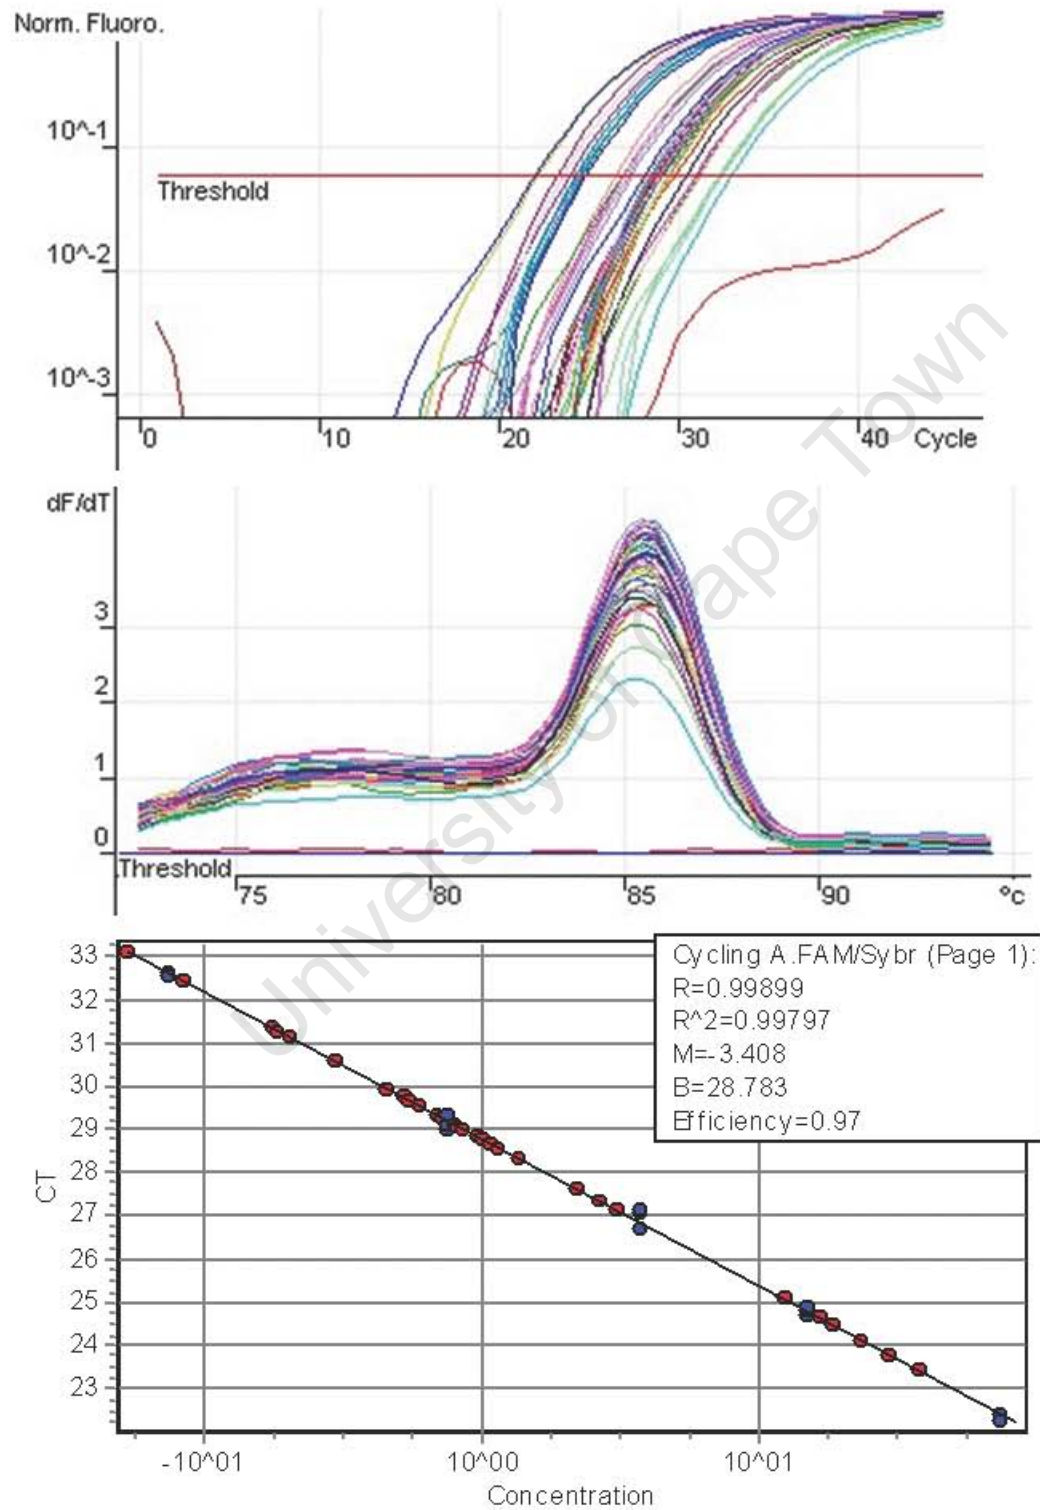 Norm. Fluoro.
10^-1
Threshold
10^-2
10^-3
0 10 20 30 40 Cycle
dF/dT
3
2
1
0
Threshold
75 80 85 90 ºc
33
32
31
30
29
28
27
26
25
24
23
CT
Cycling A.FAM/Sybr (Page 1):
R=0.99899
R^2=0.99797
M=-3.408
B=28.783
Efficiency=0.97
-10^01 10^00 10^01
Concentration
University of Cape Town